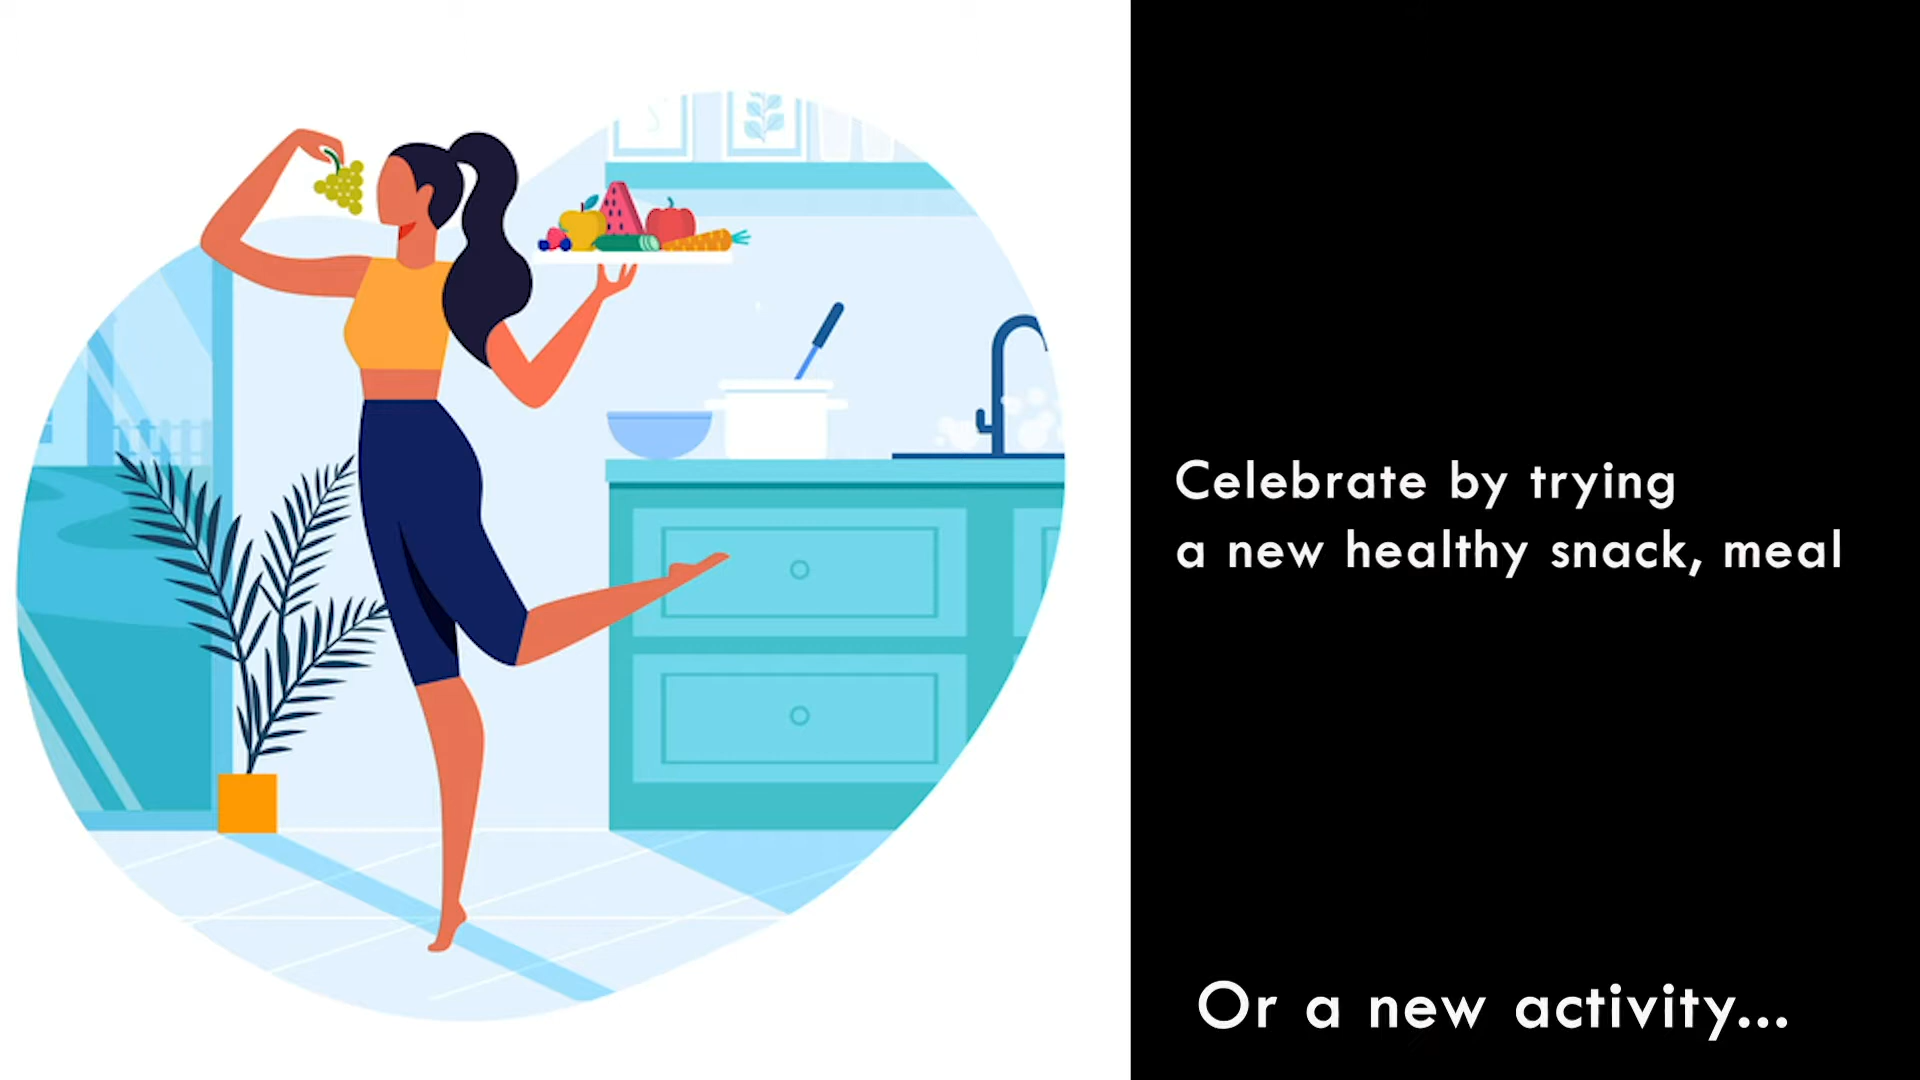 Celebrate by trying
a new healthy snack, meal
Or a new activity...